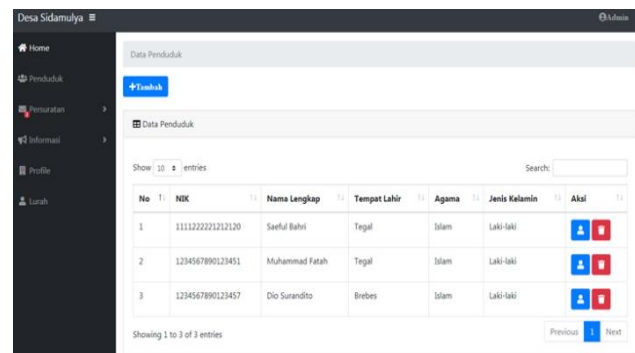 Desa Sidamulya
Admin
Home
Penduduk
Persuratan
Informasi
Profile
Lurah
Data Penduduk
+Tambah
Data Penduduk
Show 10 entries
Search:
No NIK Nama Lengkap Tempat Lahir Agama Jenis Kelamin Aksi
1 1111222221212120 Saeful Bahri Tegal Islam Laki-laki
2 1234567890123451 Muhammad Fatah Tegal Islam Laki-laki
3 1234567890123457 Dio Surandito Brebes Islam Laki-laki
Showing 1 to 3 of 3 entries
Previous 1 Next